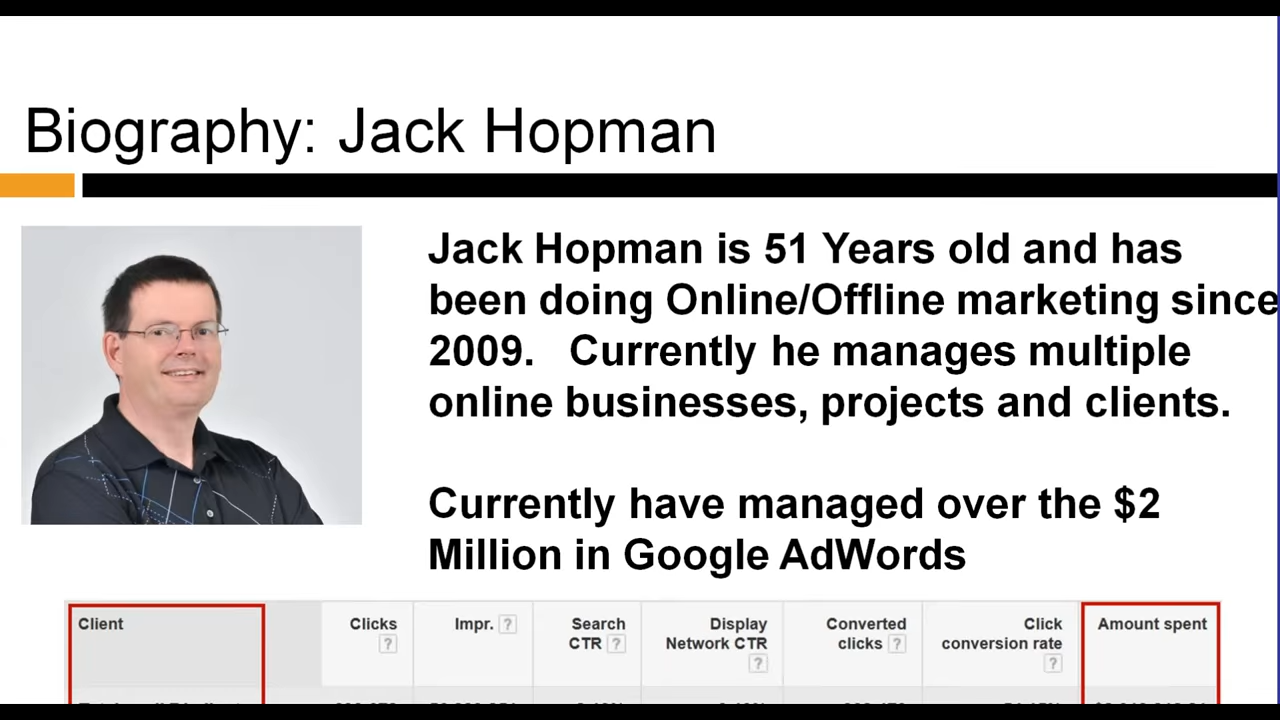 Biography: Jack Hopman
Jack Hopman is 51 Years old and has
been doing Online/Offline marketing since
2009. Currently he manages multiple
online businesses, projects and clients.
Currently have managed over the $2
Million in Google AdWords
Client Clicks ? Impr. ? Search CTR ? Display Network CTR ? Converted clicks ? Click conversion rate ? Amount spent